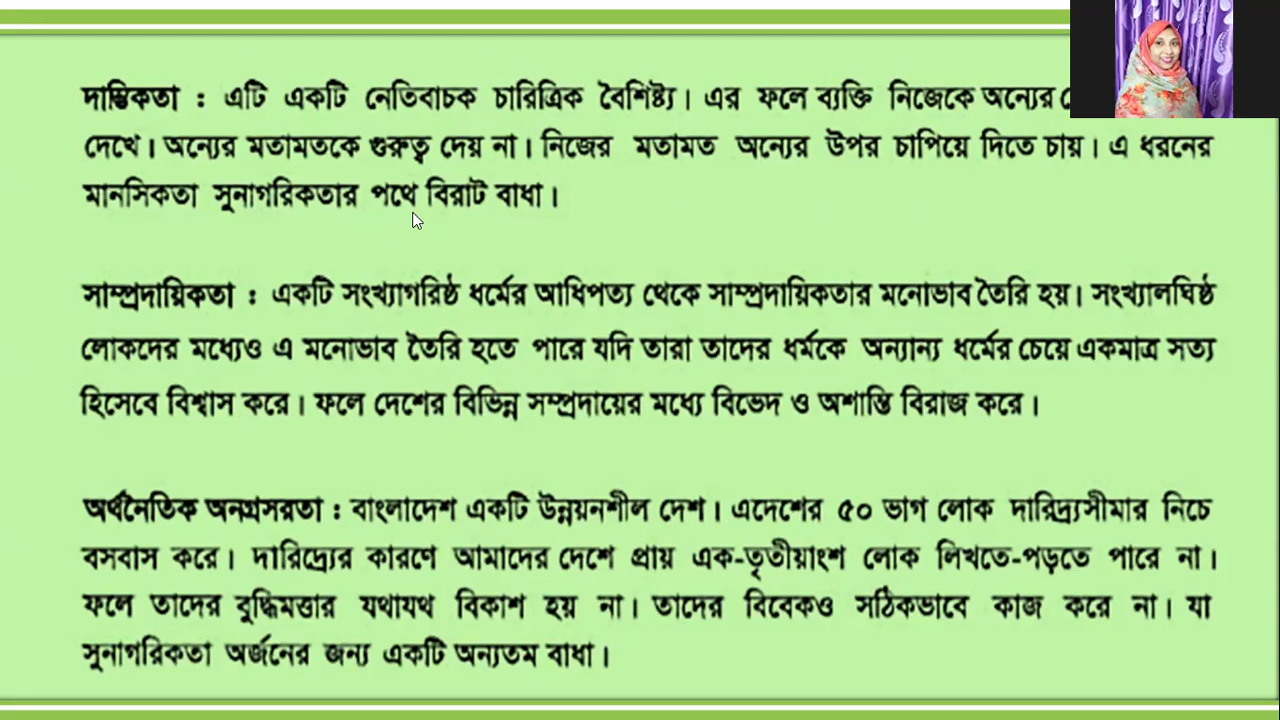 দাম্ভিকতা : এটি একটি নেতিবাচক চারিত্রিক বৈশিষ্ট্য। এর ফলে ব্যক্তি নিজেকে অন্যের
দেখে। অন্যের মতামতকে গুরুত্ব দেয় না। নিজের মতামত অন্যের উপর চাপিয়ে দিতে চায়। এ ধরনের
মানসিকতা সুনাগরিকতার পথে বিরাট বাধা।
সাম্প্রদায়িকতা : একটি সংখ্যাগরিষ্ঠ ধর্মের আধিপত্য থেকে সাম্প্রদায়িকতার মনোভাব তৈরি হয়। সংখ্যালঘিষ্ঠ
লোকদের মধ্যেও এ মনোভাব তৈরি হতে পারে যদি তারা তাদের ধর্মকে অন্যান্য ধর্মের চেয়ে একমাত্র সত্য
হিসেবে বিশ্বাস করে। ফলে দেশের বিভিন্ন সম্প্রদায়ের মধ্যে বিভেদ ও অশান্তি বিরাজ করে।
অর্থনৈতিক অনগ্রসরতা : বাংলাদেশ একটি উন্নয়নশীল দেশ। এদেশের ৫০ ভাগ লোক দারিদ্র্যসীমার নিচে
বসবাস করে। দারিদ্র্যের কারণে আমাদের দেশে প্রায় এক-তৃতীয়াংশ লোক লিখতে-পড়তে পারে না।
ফলে তাদের বুদ্ধিমত্তার যথাযথ বিকাশ হয় না। তাদের বিবেকও সঠিকভাবে কাজ করে না। যা
সুনাগরিকতা অর্জনের জন্য একটি অন্যতম বাধা।